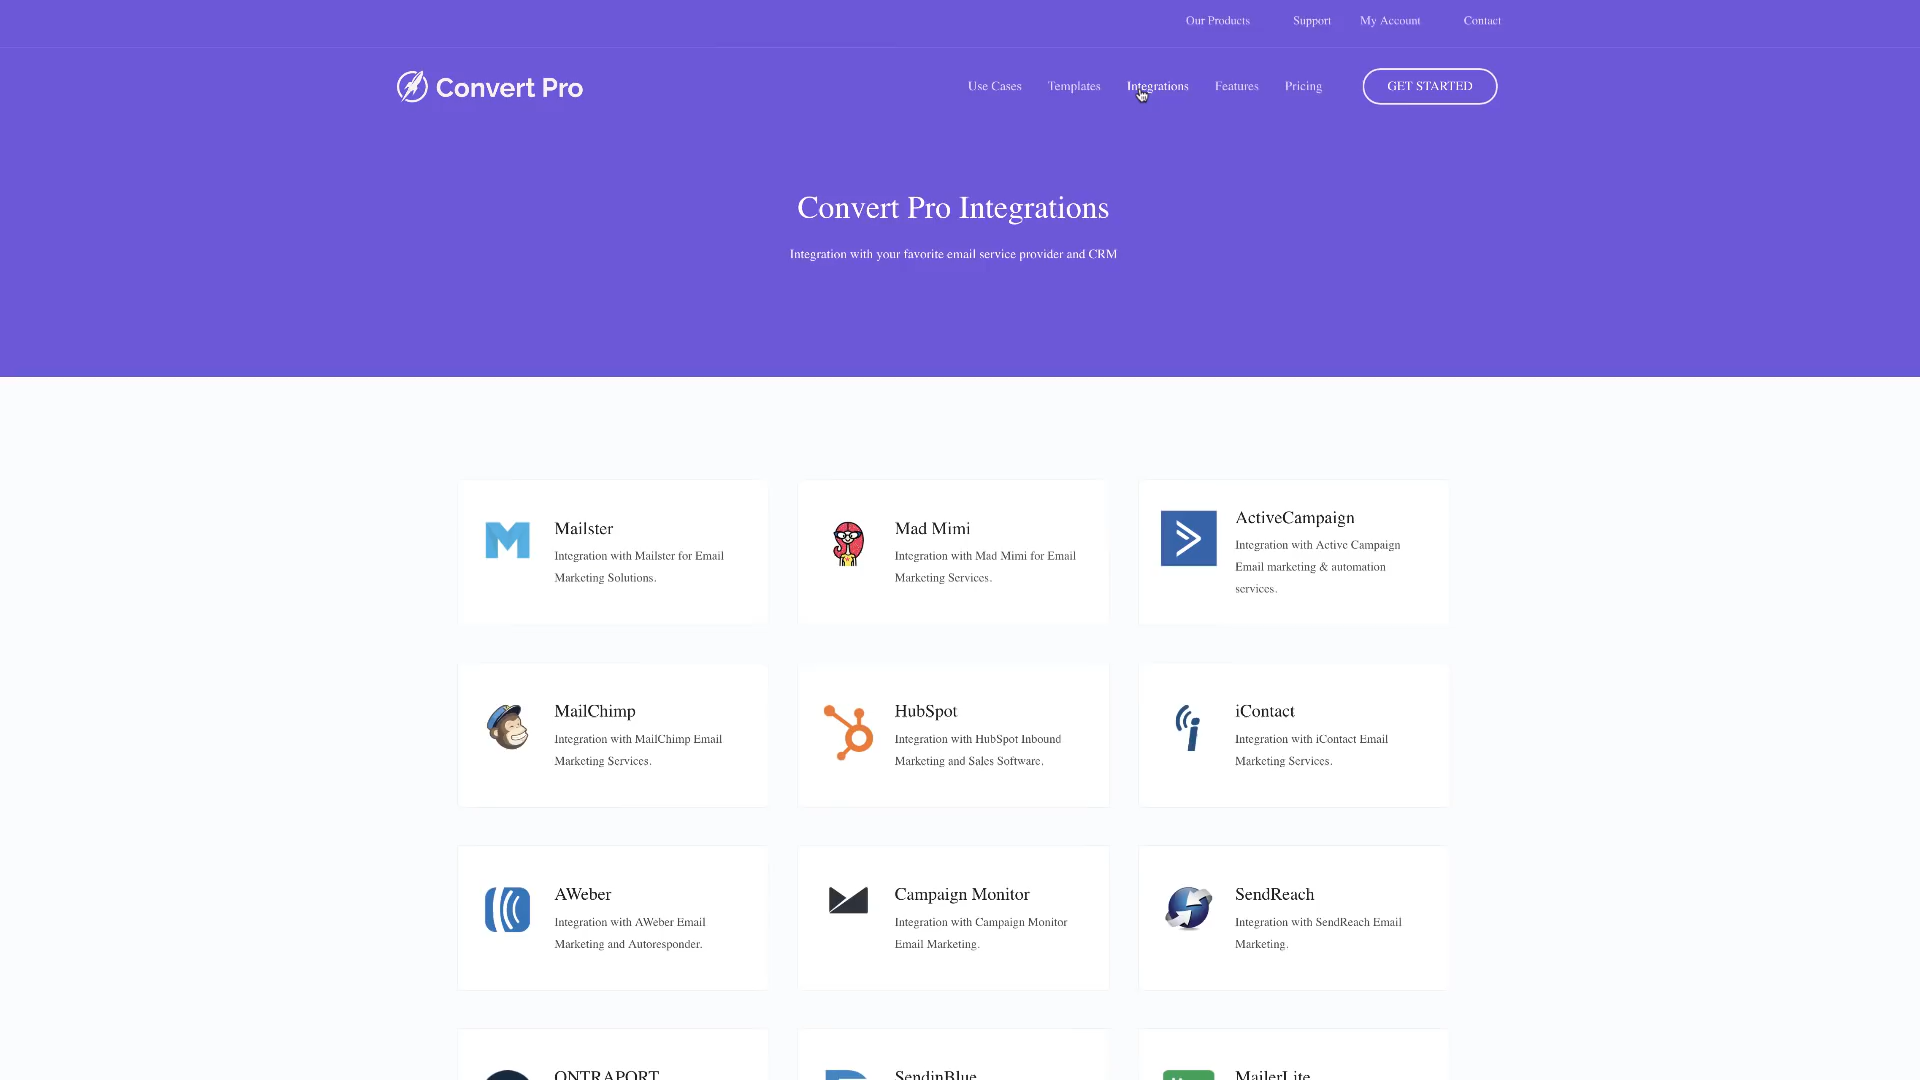 Our Products Support My Account Contact
Convert Pro
Use Cases Templates Integrations Features Pricing GET STARTED
Convert Pro Integrations
Integration with your favorite email service provider and CRM
Mailster
Integration with Mailster for Email
Marketing Solutions.
Mad Mimi
Integration with Mad Mimi for Email
Marketing Services.
ActiveCampaign
Integration with Active Campaign
Email marketing & automation
services.
MailChimp
Integration with MailChimp Email
Marketing Services.
HubSpot
Integration with HubSpot Inbound
Marketing and Sales Software.
iContact
Integration with iContact Email
Marketing Services.
AWeber
Integration with AWeber Email
Marketing and Autoresponder.
Campaign Monitor
Integration with Campaign Monitor
Email Marketing.
SendReach
Integration with SendReach Email
Marketing.
ONTRAPORT
SendinBlue
MailerLite